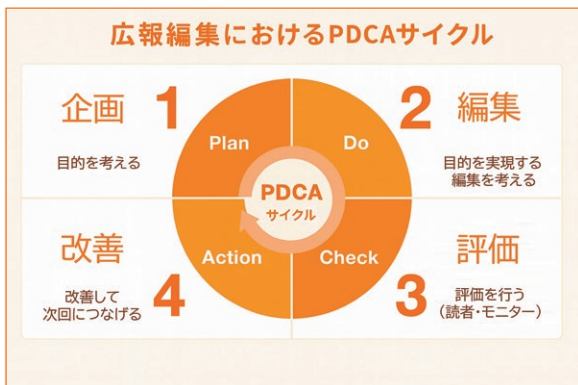 広報編集におけるPDCAサイクル
企画
1
Plan
目的を考える
2
編集
Do
目的を実現する
編集を考える
PDCA
サイクル
評価
3
Check
評価を行う
(読者・モニター)
改善
4
Action
改善して
次回につなげる